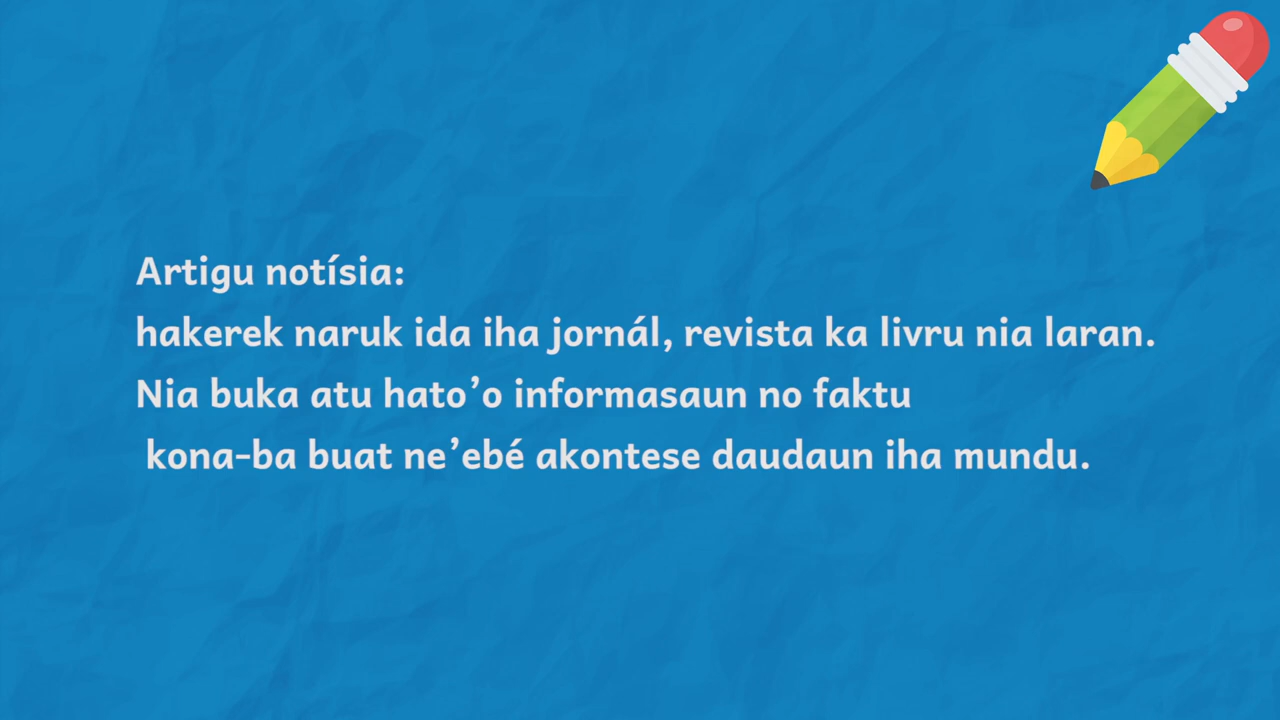 Artigu notísia:
hakerek naruk ida iha jornál, revista ka livru nia laran.
Nia buka atu hato’o informasaun no faktu
kona-ba buat ne’ebé akontese daudaun iha mundu.